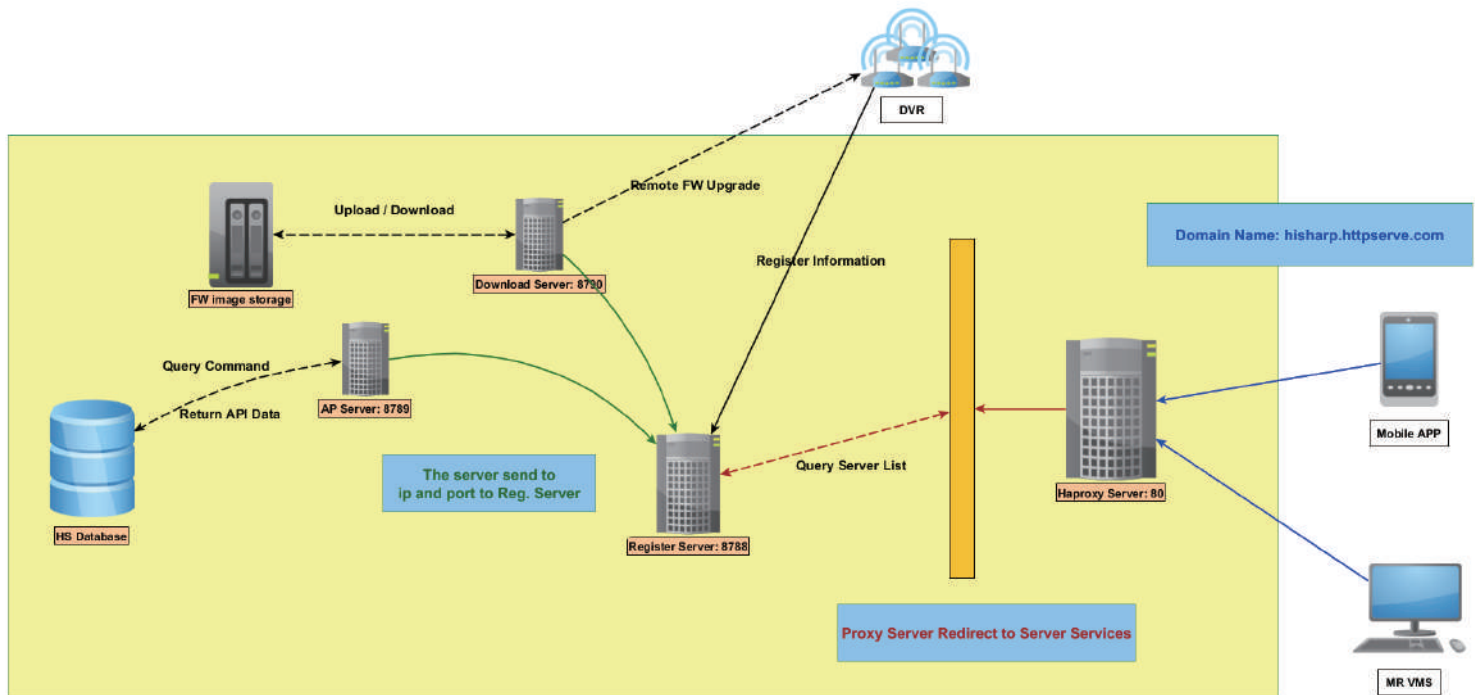 DVR
Remote FW Upgrade
Upload / Download
Domain Name: hisharp.httpserve.com
Register Information
Download Server: 8790
FW image storage
Query Command
Return API Data
AP Server: 8789
Mobile APP
The server send to
ip and port to Reg. Server
Query Server List
Haproxy Server: 80
HS Database
Register Server: 8788
Proxy Server Redirect to Server Services
MR VMS